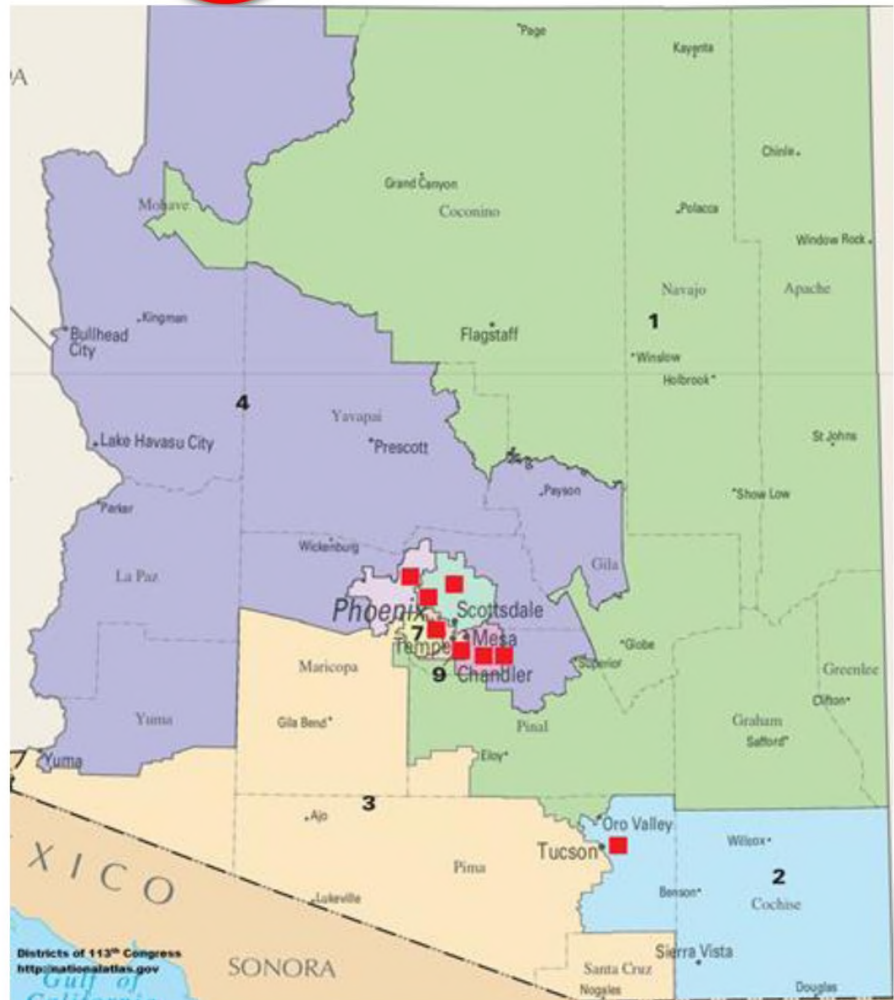 Page
Kayenta
A
Chinle
Grand Canyon
Mohave
Coconino
Polacca
Window Rock
Navajo
Apache
Kingman
1
Bullhead
City
Flagstaff
Winslow
Holbrook
4
Yavapai
Lake Havasu City
Prescott
St Johns
Payson
Show Low
Parker
Wickenburg
La Paz
Gila
Phoenix
Scottsdale
7
Tempe
Mesa
Globe
Maricopa
Superior
9
Chandler
Greenlee
Clifton
Yuma
Gila Bend
Pinal
Graham
Safford
Yuma
Eloy
3
Ajo
Oro Valley
Willcox
Tucson
XICO
Pima
2
Benson
Cochise
Lukeville
Districts of 113th Congress
http://nationalatlas.gov
Sierra Vista
SONORA
Santa Cruz
Gulf of
California
Nogales
Douglas